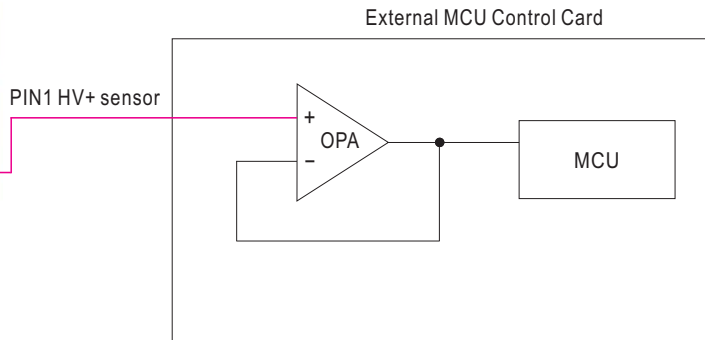 External MCU Control Card
PIN1 HV+ sensor
+
OPA
−
MCU